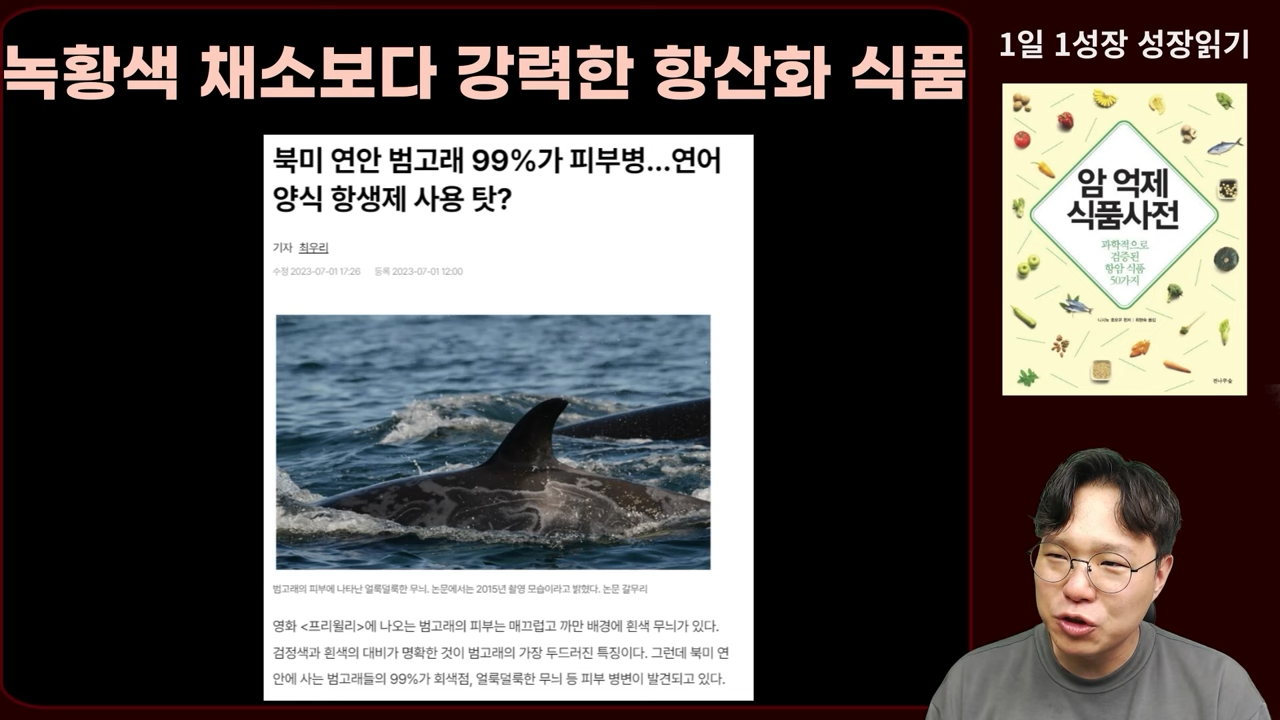 녹황색 채소보다 강력한 항산화 식품
북미 연안 범고래 99%가 피부병...연어
양식 항생제 사용 탓?
기자 최우리
수정 2023-07-01 17:26 등록 2023-07-01 12:00
범고래의 피부에 나타난 얼룩덜룩한 무늬. 논문에서는 2015년 촬영 모습이라고 밝혔다. 논문 갈무리
영화 <프리윌리>에 나오는 범고래의 피부는 매끄럽고 까만 배경에 흰색 무늬가 있다.
검정색과 흰색의 대비가 명확한 것이 범고래의 가장 두드러진 특징이다. 그런데 북미 연
안에 사는 범고래들의 99%가 회색점, 얼룩덜룩한 무늬 등 피부 병변이 발견되고 있다.
1일 1성장 성장읽기
암 억제
식품사전
과학적으로
검증된
항암 식품
50가지
전나무숲